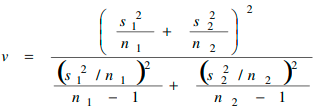 v = ( s₁² / n₁ + s₂² / n₂ )²
(s₁² / n₁)² / (n₁ − 1) + (s₂² / n₂)² / (n₂ − 1)